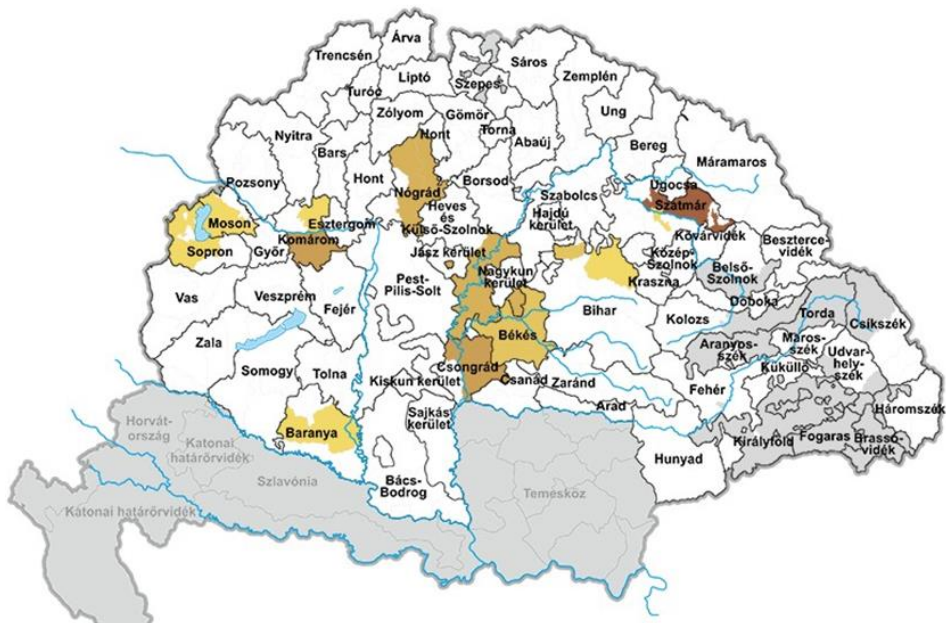 Árva
Trencsén
Liptó
Sáros
Turóc
Szepes
Zemplén
Zólyom
Gömör
Ung
Nyitra
Hont
Torna
Abaúj
Bereg
Bars
Máramaros
Pozsony
Hont
Nógrád
Borsod
Ugocsa
Szabolcs
Szatmár
Heves
és
Külső-Szolnok
Moson
Esztergom
Hajdú
kerület
Kővárvidék
Komárom
Sopron
Győr
Jász kerület
Közép-
Szolnok
Beszterce-
vidék
Nagykun
kerület
Belső-
Szolnok
Kraszna
Pest-
Pilis-Solt
Vas
Veszprém
Fejér
Bihar
Doboka
Kolozs
Torda
Csíkszék
Zala
Békés
Aranyos-
szék
Maros-
szék
Udvar-
hely-
szék
Somogy
Tolna
Csongrád
Kiskun kerület
Csanád
Zaránd
Küküllő
Fehér
Arad
Háromszék
Sajkás
kerület
Horvát-
ország
Baranya
Katonai
határőrvidék
Királyföld
Fogaras
Brassó-
vidék
Hunyad
Bács-
Bodrog
Szlavónia
Temesköz
Katonai határőrvidék